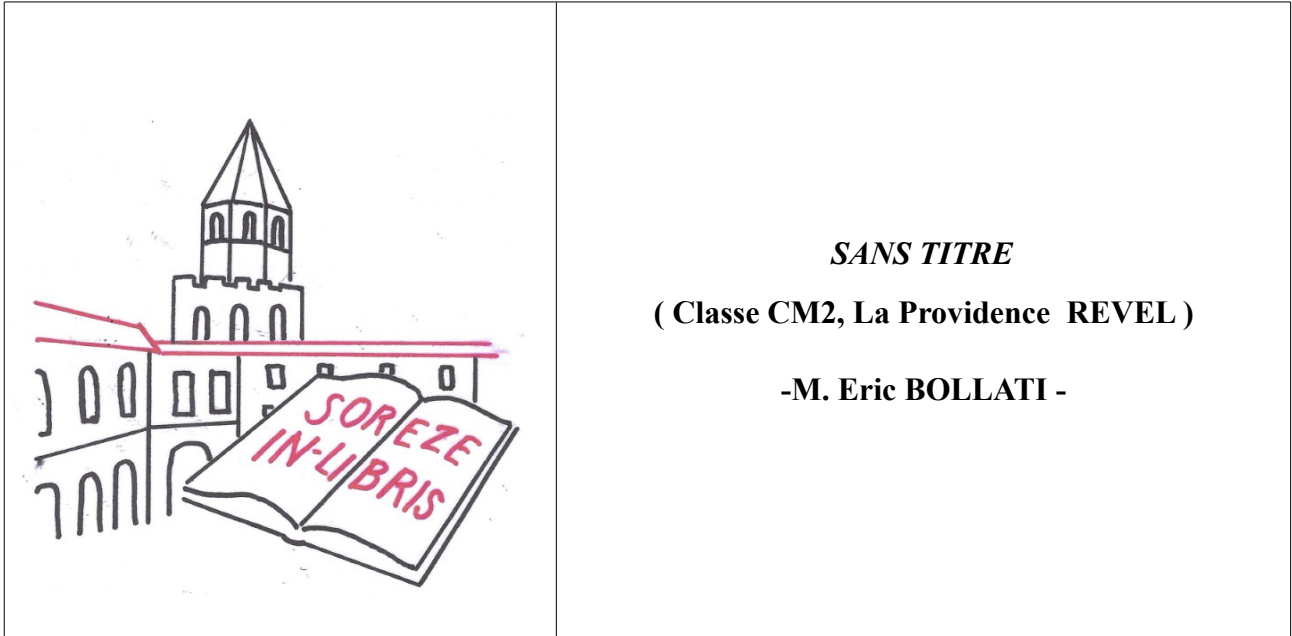 SOREZE
IN-LIBRIS
SANS TITRE
( Classe CM2, La Providence REVEL )
-M. Eric BOLLATI -